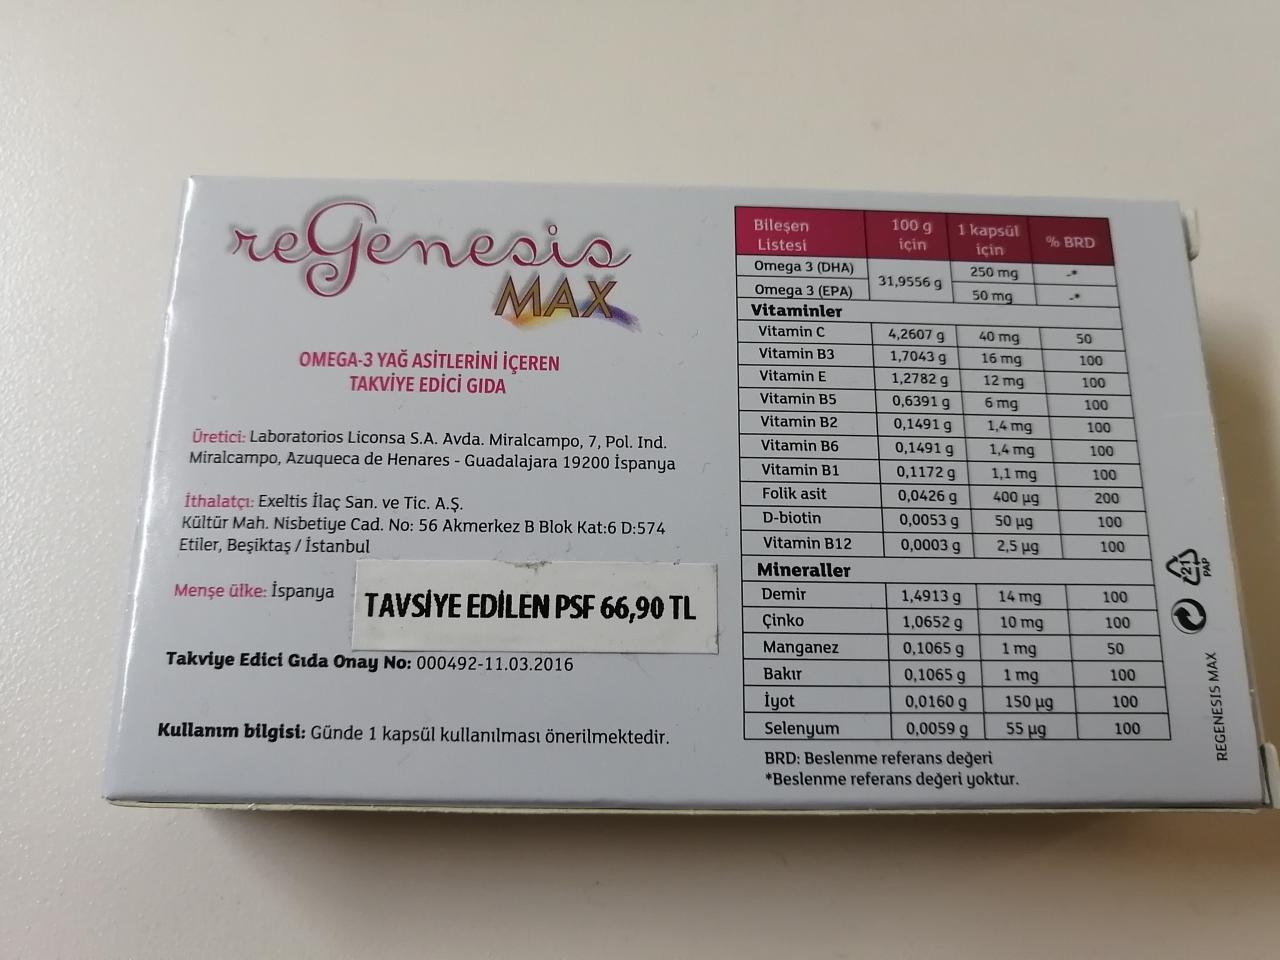 reGenesis
MAX
OMEGA-3 YAĞ ASİTLERİNİ İÇEREN
TAKVİYE EDİCİ GIDA
Üretici: Laboratorios Liconsa S.A. Avda. Miralcampo, 7, Pol. Ind.
Miralcampo, Azuqueca de Henares - Guadalajara 19200 İspanya
İthalatçı: Exeltis İlaç San. ve Tic. A.Ş.
Kültür Mah. Nisbetiye Cad. No: 56 Akmerkez B Blok Kat:6 D:574
Etiler, Beşiktaş / İstanbul
Menşe ülke: İspanya
TAVSİYE EDİLEN PSF 66,90 TL
Takviye Edici Gıda Onay No: 000492-11.03.2016
Kullanım bilgisi: Günde 1 kapsül kullanılması önerilmektedir.
Bileşen Listesi 100 g için 1 kapsül için % BRD
Omega 3 (DHA) 31,9556 g 250 mg -*
Omega 3 (EPA) 50 mg -*
Vitaminler
Vitamin C 4,2607 g 40 mg 50
Vitamin B3 1,7043 g 16 mg 100
Vitamin E 1,2782 g 12 mg 100
Vitamin B5 0,6391 g 6 mg 100
Vitamin B2 0,1491 g 1,4 mg 100
Vitamin B6 0,1491 g 1,4 mg 100
Vitamin B1 0,1172 g 1,1 mg 100
Folik asit 0,0426 g 400 µg 200
D-biotin 0,0053 g 50 µg 100
Vitamin B12 0,0003 g 2,5 µg 100
Mineraller
Demir 1,4913 g 14 mg 100
Çinko 1,0652 g 10 mg 100
Manganez 0,1065 g 1 mg 50
Bakır 0,1065 g 1 mg 100
İyot 0,0160 g 150 µg 100
Selenyum 0,0059 g 55 µg 100
BRD: Beslenme referans değeri
*Beslenme referans değeri yoktur.
21
PAP
REGENESIS MAX